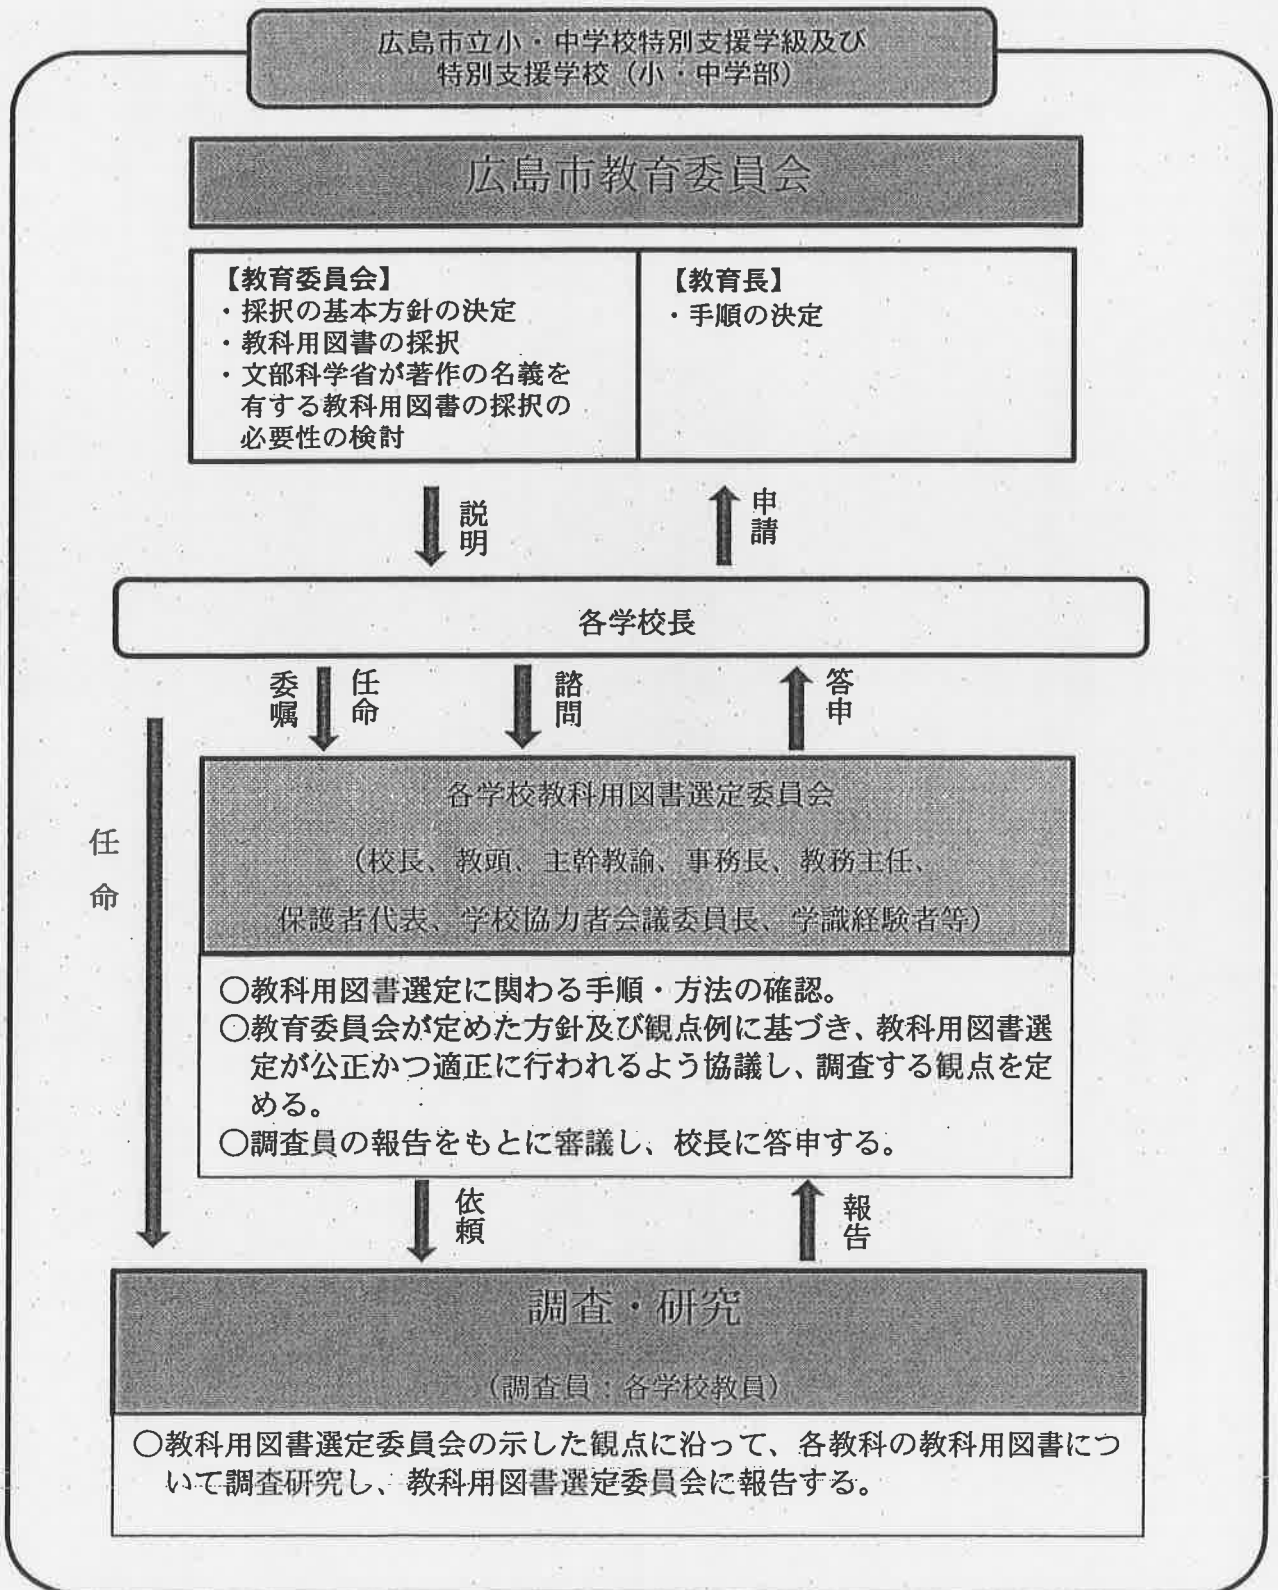 広島市立小・中学校特別支援学級及び
特別支援学校（小・中学部）
広島市教育委員会
【教育委員会】
・採択の基本方針の決定
・教科用図書の採択
・文部科学省が著作の名義を
有する教科用図書の採択の
必要性の検討
【教育長】
・手順の決定
説明
申請
各学校長
委嘱
任命
諮問
答申
任命
各学校教科用図書選定委員会
（校長、教頭、主幹教諭、事務長、教務主任、
保護者代表、学校協力者会議委員長、学識経験者等）
○教科用図書選定に関わる手順・方法の確認。
○教育委員会が定めた方針及び観点例に基づき、教科用図書選
定が公正かつ適正に行われるよう協議し、調査する観点を定
める。
○調査員の報告をもとに審議し、校長に答申する。
依頼
報告
調査・研究
（調査員：各学校教員）
○教科用図書選定委員会の示した観点に沿って、各教科の教科用図書につ
いて調査研究し、教科用図書選定委員会に報告する。